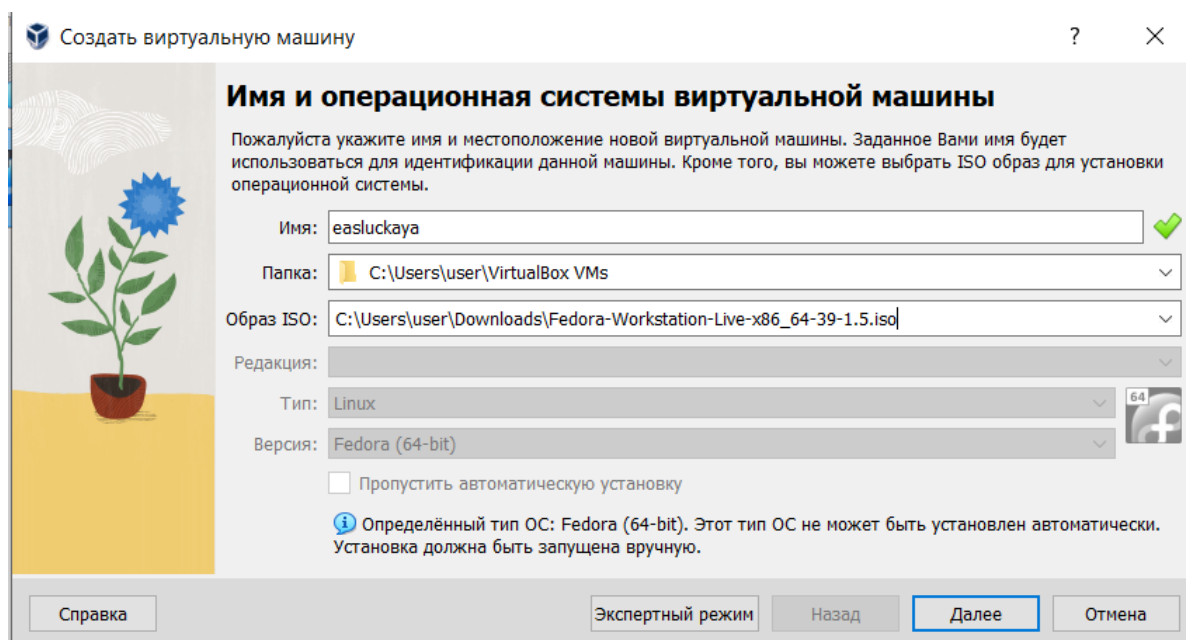 Создать виртуальную машину
?
Имя и операционная системы виртуальной машины
Пожалуйста укажите имя и местоположение новой виртуальной машины. Заданное Вами имя будет
использоваться для идентификации данной машины. Кроме того, вы можете выбрать ISO образ для установки
операционной системы.
Имя: easluckaya
Папка: C:\Users\user\VirtualBox VMs
Образ ISO: C:\Users\user\Downloads\Fedora-Workstation-Live-x86_64-39-1.5.iso
Редакция:
Тип: Linux
64
Версия: Fedora (64-bit)
Пропустить автоматическую установку
Определённый тип ОС: Fedora (64-bit). Этот тип ОС не может быть установлен автоматически.
Установка должна быть запущена вручную.
Справка Экспертный режим Назад Далее Отмена